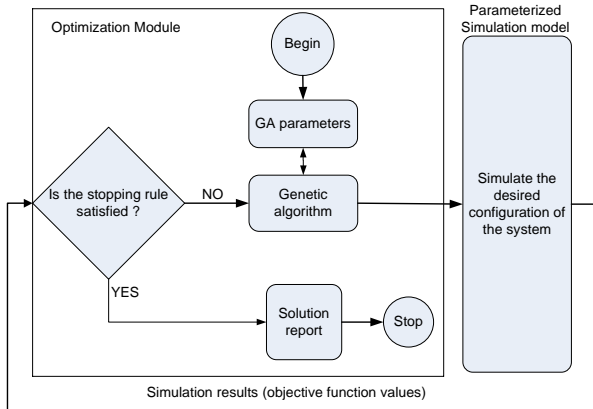 Optimization Module
Parameterized
Simulation model
Begin
GA parameters
Is the stopping rule
satisfied ?
NO
Genetic
algorithm
Simulate the
desired
configuration of
the system
YES
Solution
report
Stop
Simulation results (objective function values)